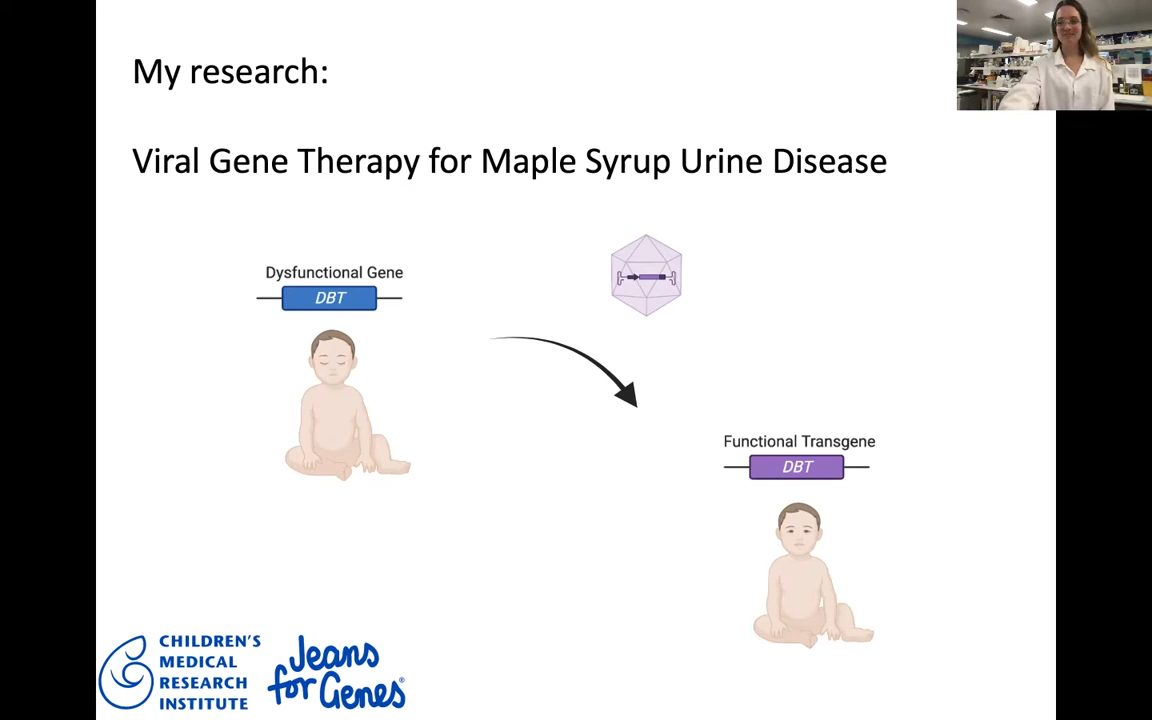 My research:
Viral Gene Therapy for Maple Syrup Urine Disease
Dysfunctional Gene
DBT
Functional Transgene
DBT
CHILDREN'S
MEDICAL
RESEARCH
INSTITUTE
Jeans
for Genes®